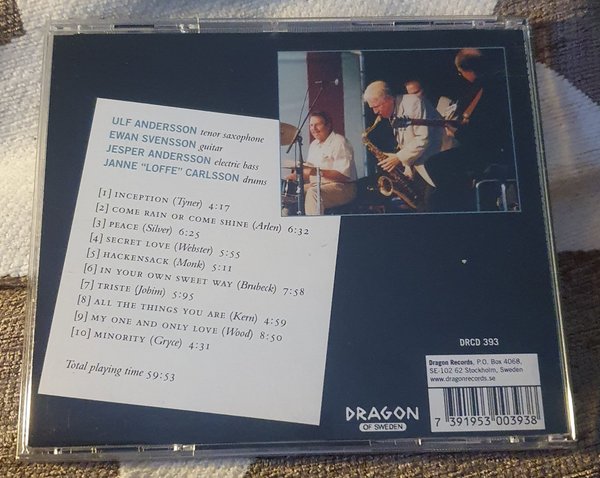 ULF ANDERSSON tenor saxophone
EWAN SVENSSON guitar
JESPER ANDERSSON electric bass
JANNE "LOFFE" CARLSSON drums
[1] INCEPTION (Tyner) 4:17
[2] COME RAIN OR COME SHINE (Arlen) 6:32
[3] PEACE (Silver) 6:25
[4] SECRET LOVE (Webster) 5:55
[5] HACKENSACK (Monk) 5:11
[6] IN YOUR OWN SWEET WAY (Brubeck) 7:58
[7] TRISTE (Jobim) 5:95
[8] ALL THE THINGS YOU ARE (Kern) 4:59
[9] MY ONE AND ONLY LOVE (Wood) 8:50
[10] MINORITY (Gryce) 4:31
Total playing time 59:53
DRCD 393
Dragon Records, P.O. Box 4068,
SE-102 62 Stockholm, Sweden
www.dragonrecords.se
7 391953 003938
DRAGON
OF SWEDEN